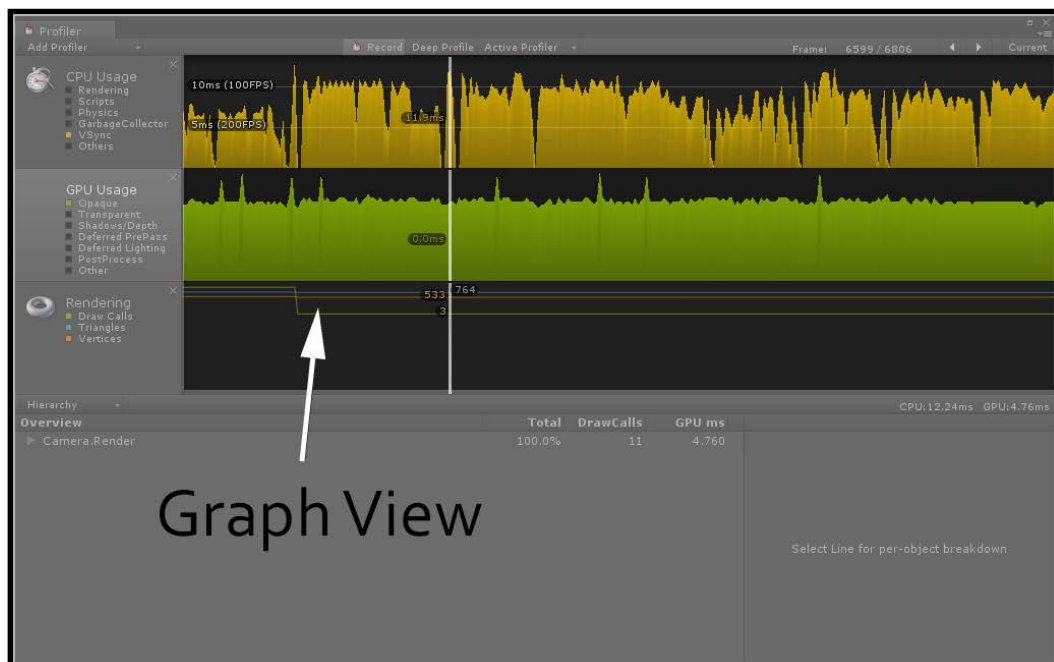 Profiler
Add Profiler
Record Deep Profile Active Profiler
Frame: 6599 / 6806
Current
CPU Usage
Rendering
Scripts
Physics
GarbageCollector
VSync
Others
10ms (100FPS)
5ms (200FPS)
11.9ms
GPU Usage
Opaque
Transparent
Shadows/Depth
Deferred PrePass
Deferred Lighting
PostProcess
Other
0.0ms
Rendering
Draw Calls
Triangles
Vertices
764
533
3
Hierarchy
CPU:12.24ms GPU:4.76ms
Overview Total DrawCalls GPU ms
Camera.Render 100.0% 11 4.760
Graph View
Select Line for per-object breakdown